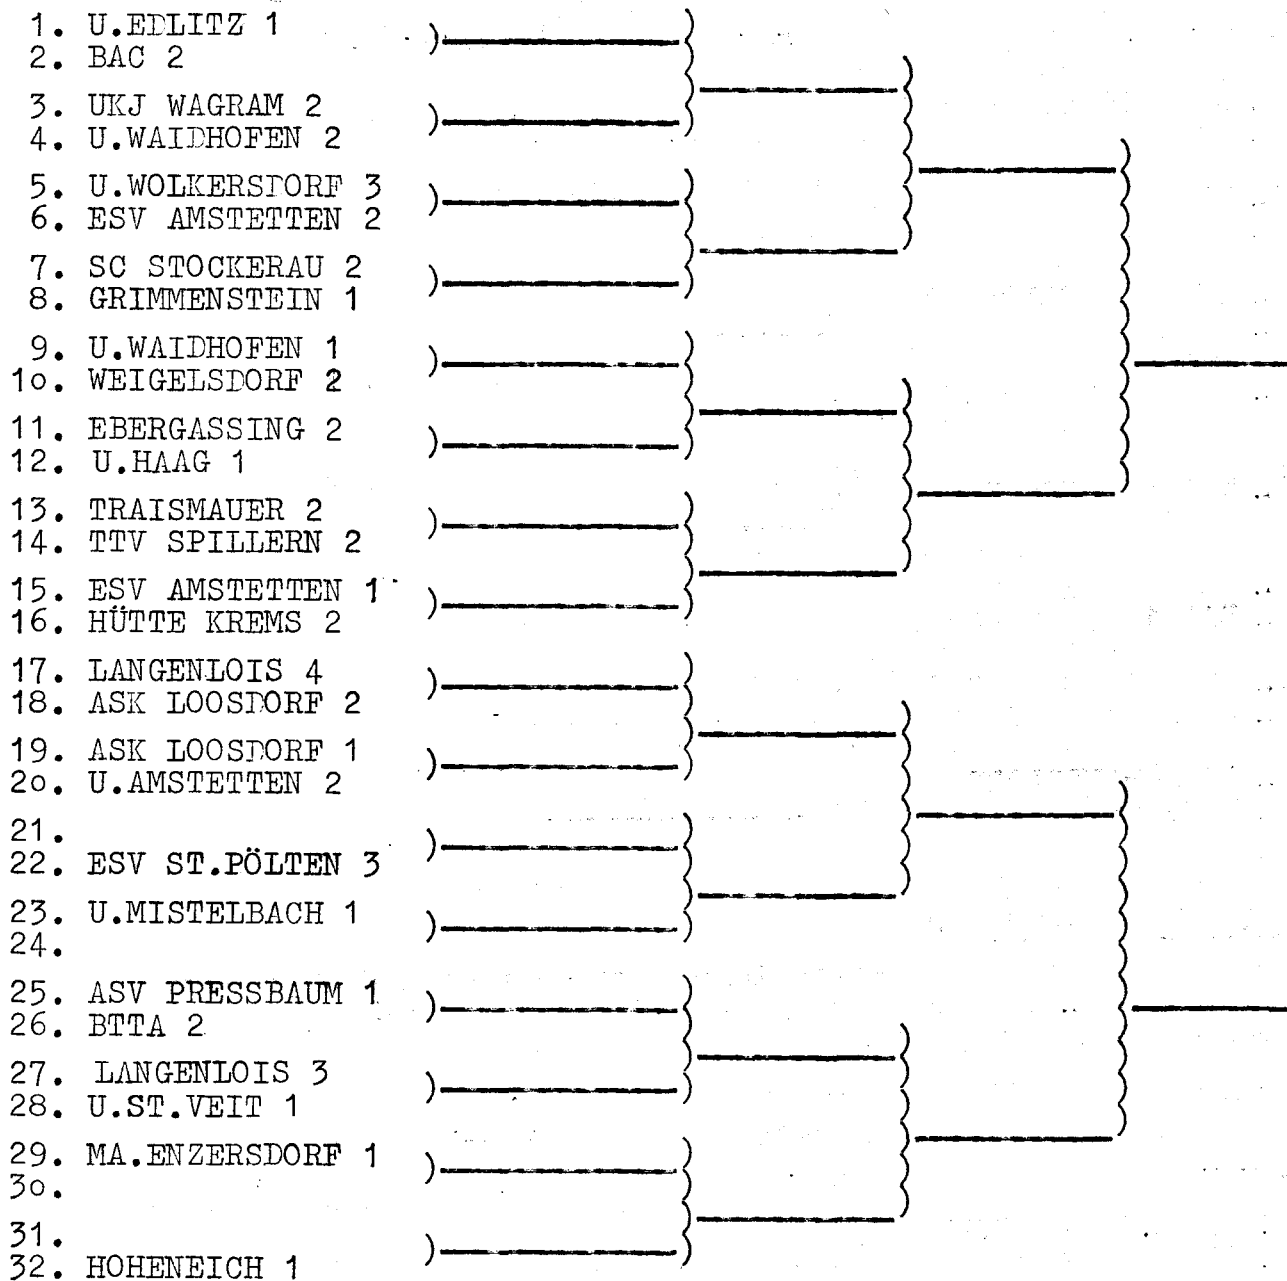 1. U.EDLITZ 1
2. BAC 2
3. UKJ WAGRAM 2
4. U.WAIDHOFEN 2
5. U.WOLKERSDORF 3
6. ESV AMSTETTEN 2
7. SC STOCKERAU 2
8. GRIMMENSTEIN 1
9. U.WAIDHOFEN 1
1o. WEIGELSDORF 2
11. EBERGASSING 2
12. U.HAAG 1
13. TRAISMAUER 2
14. TTV SPILLERN 2
15. ESV AMSTETTEN 1
16. HÜTTE KREMS 2
17. LANGENLOIS 4
18. ASK LOOSDORF 2
19. ASK LOOSDORF 1
2o. U.AMSTETTEN 2
21.
22. ESV ST.PÖLTEN 3
23. U.MISTELBACH 1
24.
25. ASV PRESSBAUM 1
26. BTTA 2
27. LANGENLOIS 3
28. U.ST.VEIT 1
29. MA.ENZERSDORF 1
3o.
31.
32. HOHENEICH 1